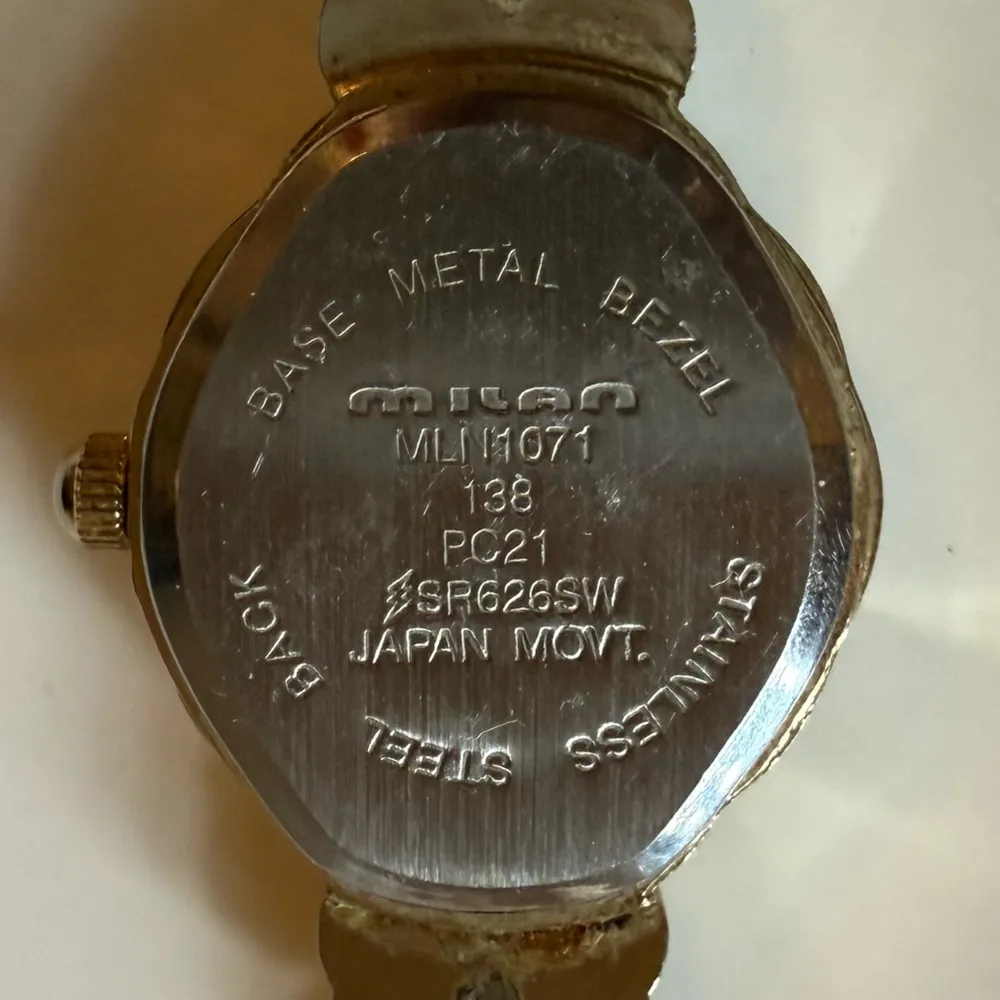 BASE METAL BEZEL
milan
MLN1071
138
PC21
SR626SW
JAPAN MOVT.
STAINLESS STEEL BACK